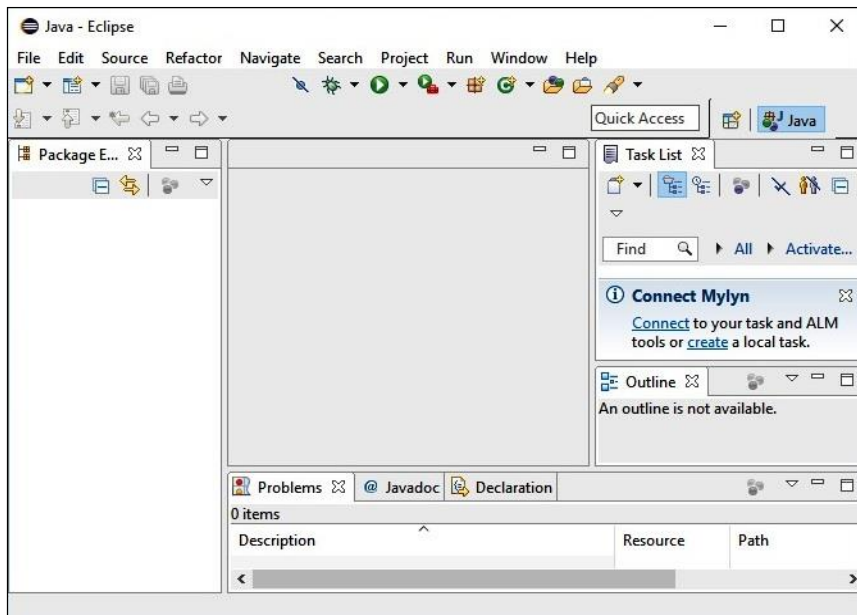 Java - Eclipse
File Edit Source Refactor Navigate Search Project Run Window Help
Quick Access
Java
Package E...
Task List
Find
All
Activate...
Connect Mylyn
Connect to your task and ALM
tools or create a local task.
Outline
An outline is not available.
Problems @ Javadoc Declaration
0 items
Description Resource Path